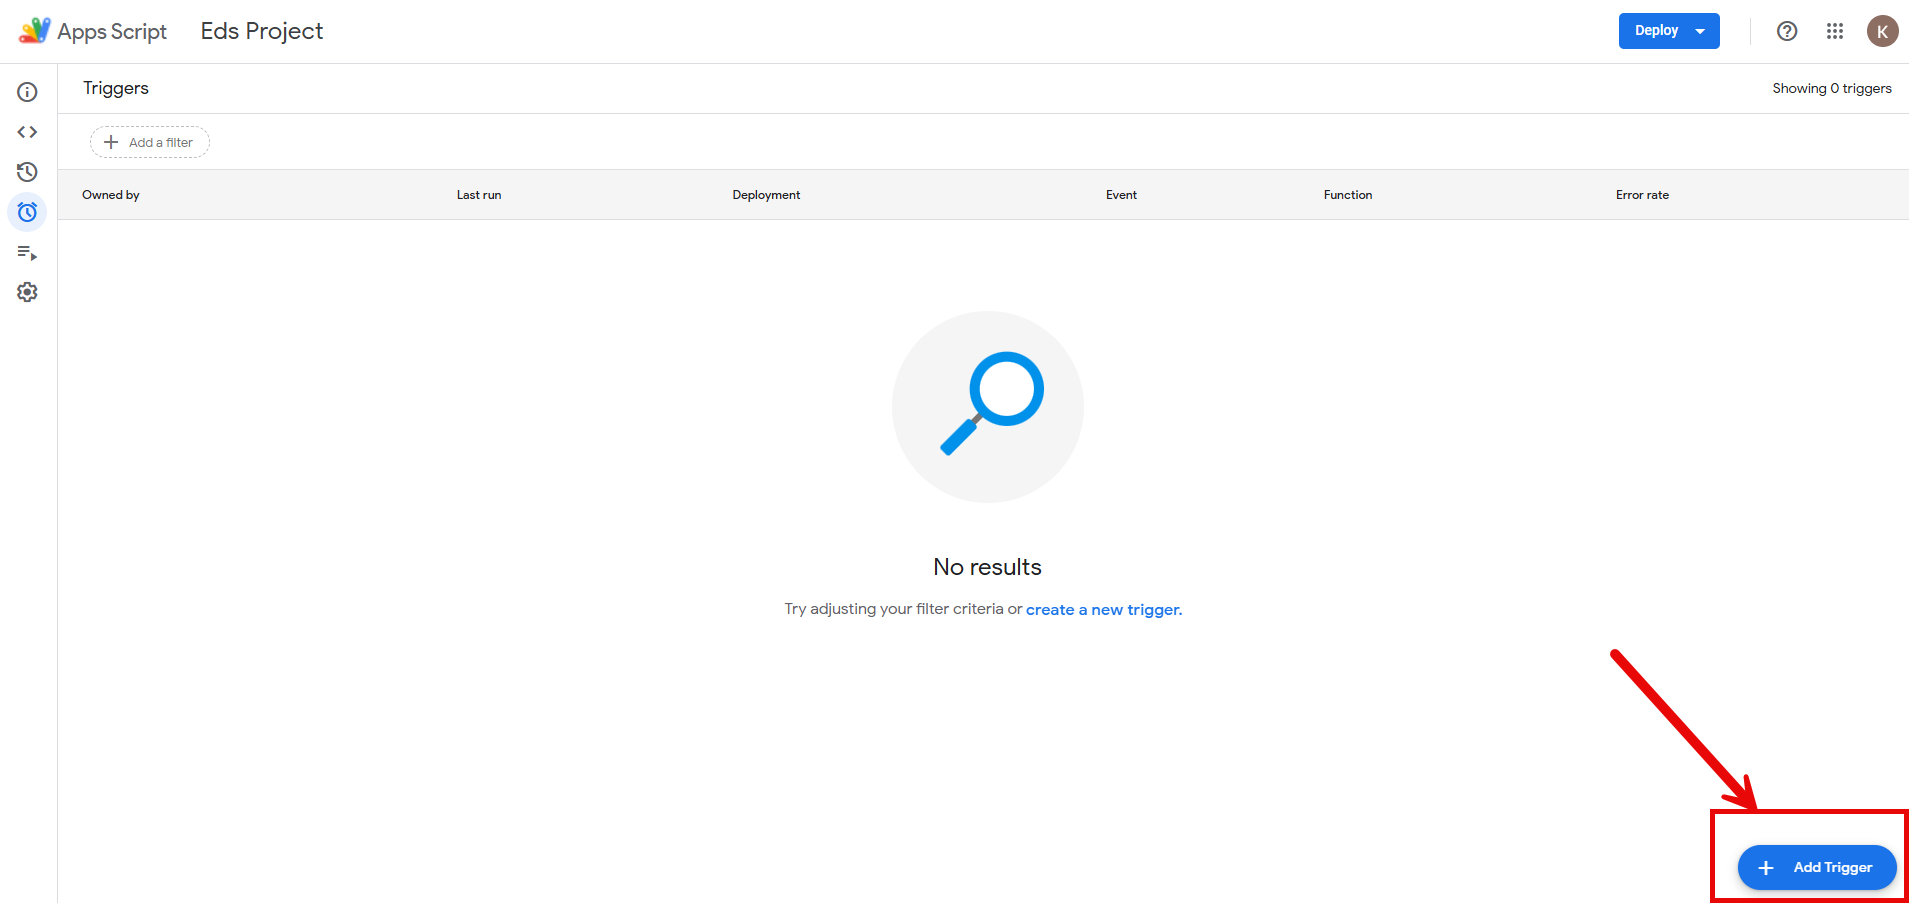 Apps Script Eds Project Deploy K
Triggers Showing 0 triggers
Add a filter
Owned by Last run Deployment Event Function Error rate
No results
Try adjusting your filter criteria or create a new trigger.
Add Trigger